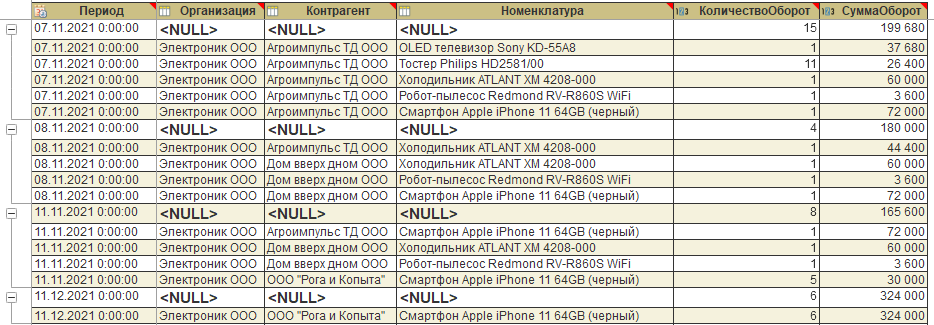 Период Организация Контрагент Номенклатура КоличествоОборот СуммаОборот
07.11.2021 0:00:00 <NULL> <NULL> <NULL> 15 199 680
07.11.2021 0:00:00 Электроник ООО Агроимпульс ТД ООО OLED телевизор Sony KD-55A8 1 37 680
07.11.2021 0:00:00 Электроник ООО Агроимпульс ТД ООО Тостер Philips HD2581/00 11 26 400
07.11.2021 0:00:00 Электроник ООО Агроимпульс ТД ООО Холодильник ATLANT ХМ 4208-000 1 60 000
07.11.2021 0:00:00 Электроник ООО Агроимпульс ТД ООО Робот-пылесос Redmond RV-R860S WiFi 1 3 600
07.11.2021 0:00:00 Электроник ООО Агроимпульс ТД ООО Смартфон Apple iPhone 11 64GB (черный) 1 72 000
08.11.2021 0:00:00 <NULL> <NULL> <NULL> 4 180 000
08.11.2021 0:00:00 Электроник ООО Агроимпульс ТД ООО Холодильник ATLANT ХМ 4208-000 1 44 400
08.11.2021 0:00:00 Электроник ООО Дом вверх дном ООО Холодильник ATLANT ХМ 4208-000 1 60 000
08.11.2021 0:00:00 Электроник ООО Дом вверх дном ООО Робот-пылесос Redmond RV-R860S WiFi 1 3 600
08.11.2021 0:00:00 Электроник ООО Дом вверх дном ООО Смартфон Apple iPhone 11 64GB (черный) 1 72 000
11.11.2021 0:00:00 <NULL> <NULL> <NULL> 8 165 600
11.11.2021 0:00:00 Электроник ООО Агроимпульс ТД ООО Смартфон Apple iPhone 11 64GB (черный) 1 72 000
11.11.2021 0:00:00 Электроник ООО Дом вверх дном ООО Холодильник ATLANT ХМ 4208-000 1 60 000
11.11.2021 0:00:00 Электроник ООО Дом вверх дном ООО Робот-пылесос Redmond RV-R860S WiFi 1 3 600
11.11.2021 0:00:00 Электроник ООО ООО "Рога и Копыта" Смартфон Apple iPhone 11 64GB (черный) 5 30 000
11.12.2021 0:00:00 <NULL> <NULL> <NULL> 6 324 000
11.12.2021 0:00:00 Электроник ООО ООО "Рога и Копыта" Смартфон Apple iPhone 11 64GB (черный) 6 324 000